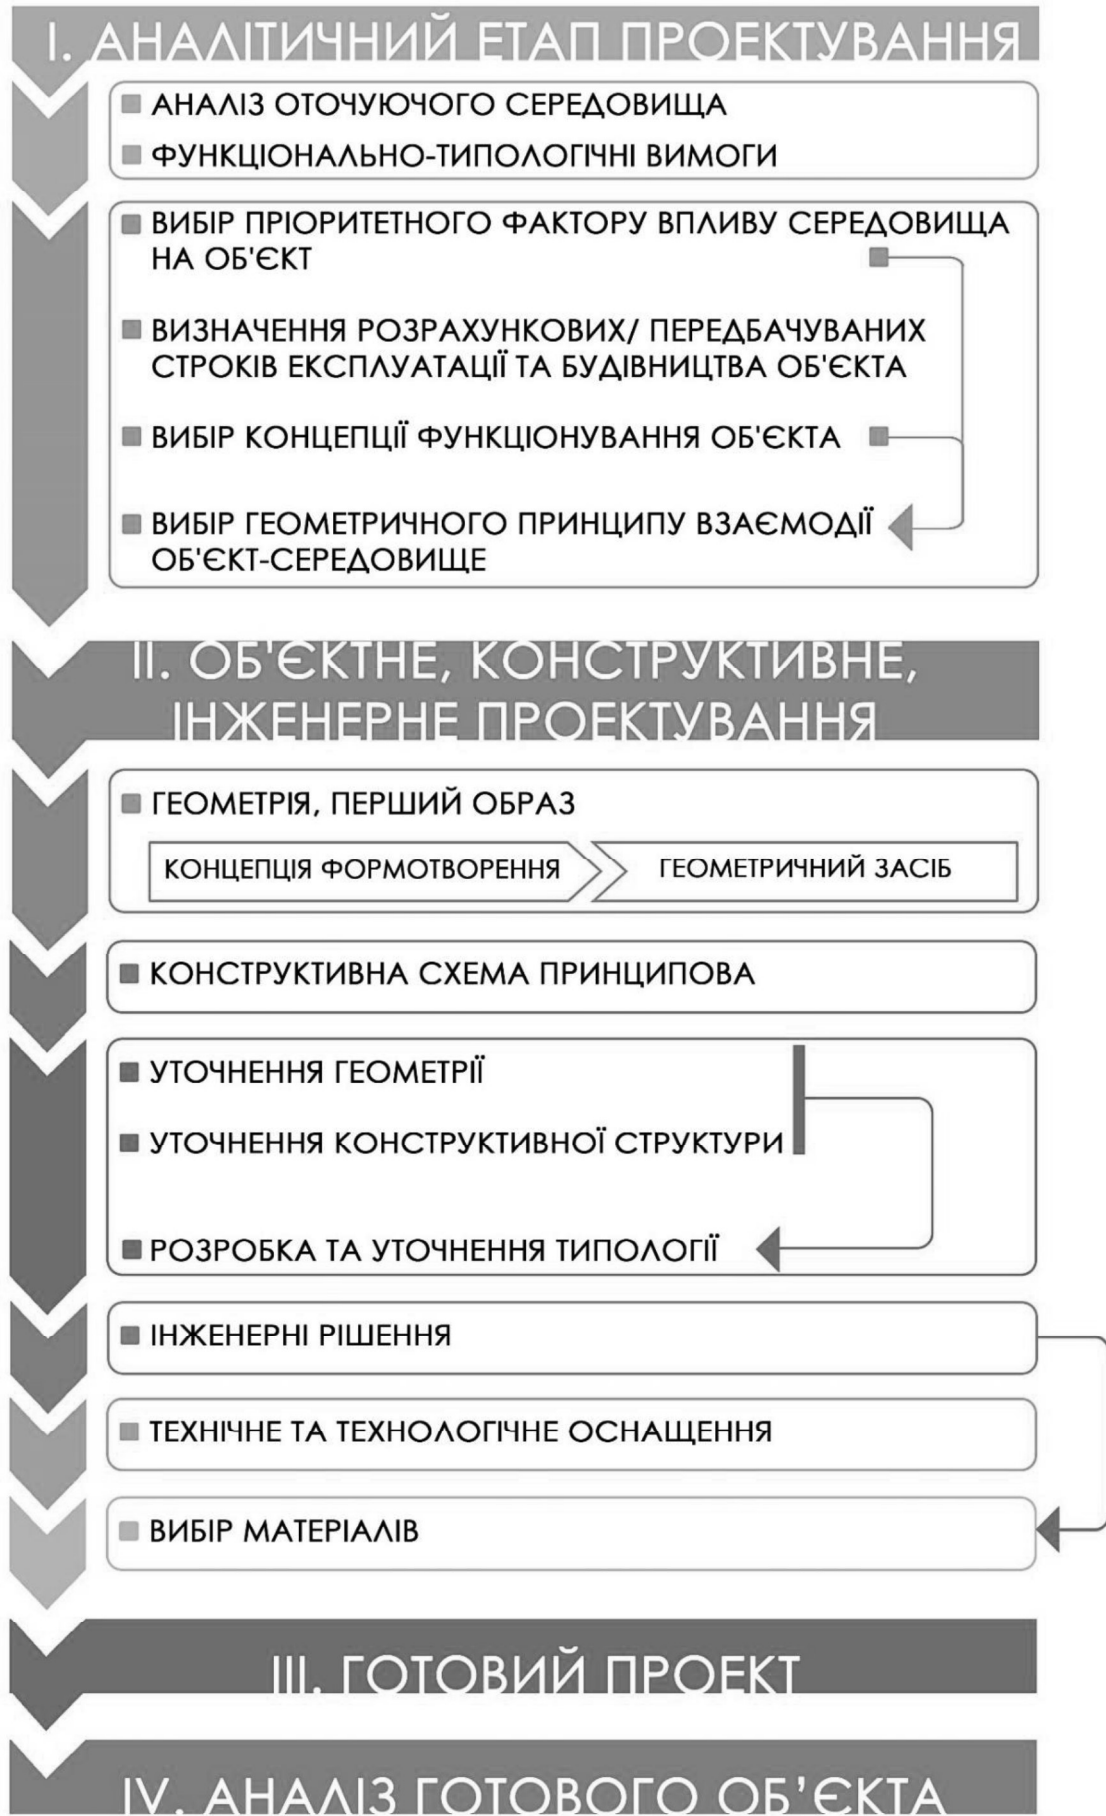 І. АНАЛІТИЧНИЙ ЕТАП ПРОЕКТУВАННЯ
АНАЛІЗ ОТОЧУЮЧОГО СЕРЕДОВИЩА
ФУНКЦІОНАЛЬНО-ТИПОЛОГІЧНІ ВИМОГИ
ВИБІР ПРІОРИТЕТНОГО ФАКТОРУ ВПЛИВУ СЕРЕДОВИЩА
НА ОБ'ЄКТ
ВИЗНАЧЕННЯ РОЗРАХУНКОВИХ/ ПЕРЕДБАЧУВАНИХ
СТРОКІВ ЕКСПЛУАТАЦІЇ ТА БУДІВНИЦТВА ОБ'ЄКТА
ВИБІР КОНЦЕПЦІЇ ФУНКЦІОНУВАННЯ ОБ'ЄКТА
ВИБІР ГЕОМЕТРИЧНОГО ПРИНЦИПУ ВЗАЄМОДІЇ
ОБ'ЄКТ-СЕРЕДОВИЩЕ
ІІ. ОБ'ЄКТНЕ, КОНСТРУКТИВНЕ,
ІНЖЕНЕРНЕ ПРОЕКТУВАННЯ
ГЕОМЕТРІЯ, ПЕРШИЙ ОБРАЗ
КОНЦЕПЦІЯ ФОРМОТВОРЕННЯ
ГЕОМЕТРИЧНИЙ ЗАСІБ
КОНСТРУКТИВНА СХЕМА ПРИНЦИПОВА
УТОЧНЕННЯ ГЕОМЕТРІЇ
УТОЧНЕННЯ КОНСТРУКТИВНОЇ СТРУКТУРИ
РОЗРОБКА ТА УТОЧНЕННЯ ТИПОЛОГІЇ
ІНЖЕНЕРНІ РІШЕННЯ
ТЕХНІЧНЕ ТА ТЕХНОЛОГІЧНЕ ОСНАЩЕННЯ
ВИБІР МАТЕРІАЛІВ
ІІІ. ГОТОВИЙ ПРОЕКТ
IV. АНАЛІЗ ГОТОВОГО ОБ’ЄКТА